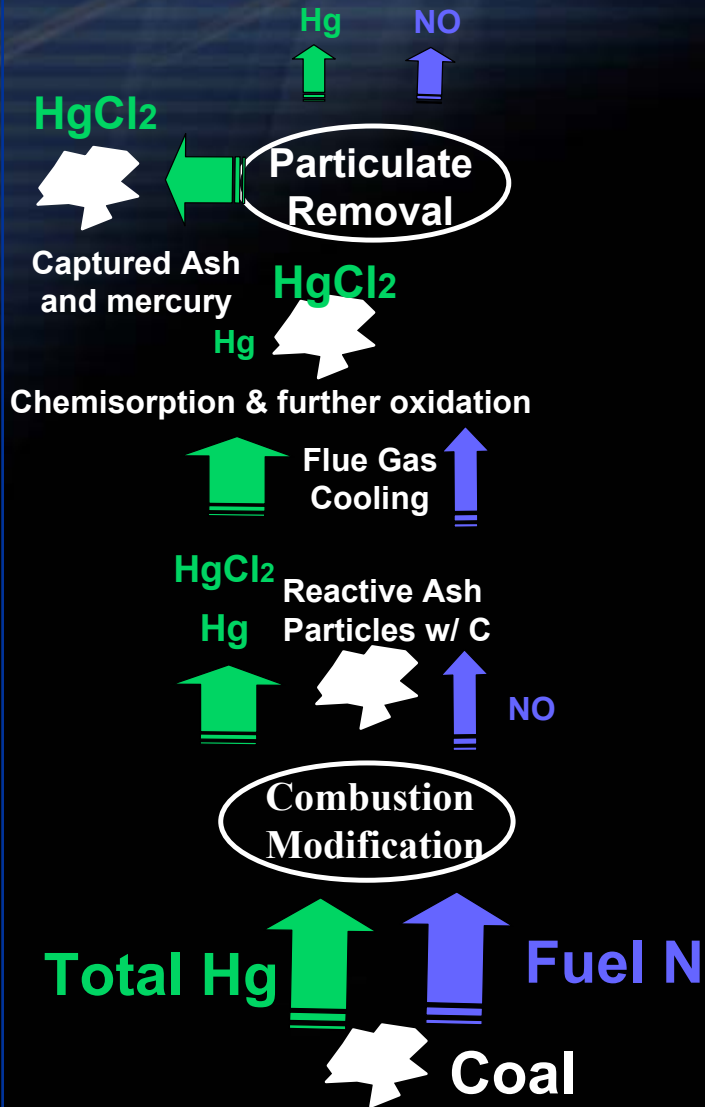 Hg NO
HgCl2
Particulate
Removal
Captured Ash
and mercury
HgCl2
Hg
Chemisorption & further oxidation
Flue Gas
Cooling
HgCl2
Reactive Ash
Hg
Particles w/ C
NO
Combustion
Modification
Total Hg
Fuel N
Coal